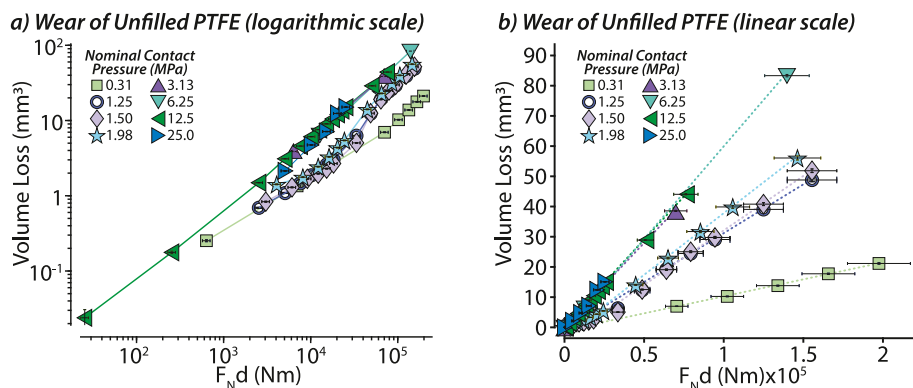 a) Wear of Unfilled PTFE (logarithmic scale)
10²
10
1
10⁻¹
Volume Loss (mm³)
Nominal Contact
Pressure (MPa)
0.31 3.13
1.25 6.25
1.50 12.5
1.98 25.0
10² 10³ 10⁴ 10⁵
F_N d (Nm)
b) Wear of Unfilled PTFE (linear scale)
90
80
70
60
50
40
30
20
10
0
Volume Loss (mm³)
Nominal Contact
Pressure (MPa)
0.31 3.13
1.25 6.25
1.50 12.5
1.98 25.0
0 0.5 1 1.5 2
F_N d (Nm)x10⁵